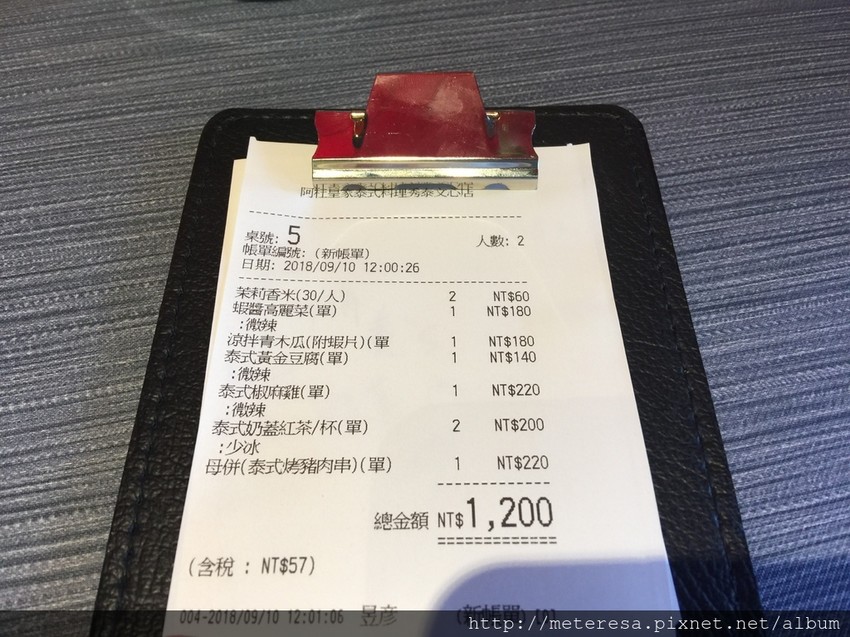 阿杜皇家泰式料理秀泰文心店
桌號: 5 人數: 2
帳單編號: (新帳單)
日期: 2018/09/10 12:00:26
茉莉香米(30/人) 2 NT$60
蝦醬高麗菜(單) 1 NT$180
:微辣
涼拌青木瓜(附蝦片)(單 1 NT$180
泰式黃金豆腐(單) 1 NT$140
:微辣
泰式椒麻雞(單) 1 NT$220
:微辣
泰式奶蓋紅茶/杯(單) 2 NT$200
:少冰
母併(泰式烤豬肉串)(單) 1 NT$220
總金額 NT$1,200
(含稅 : NT$57)
004-2018/09/10 12:01:06 昱彦 (新帳單)
http://meteresa.pixnet.net/album